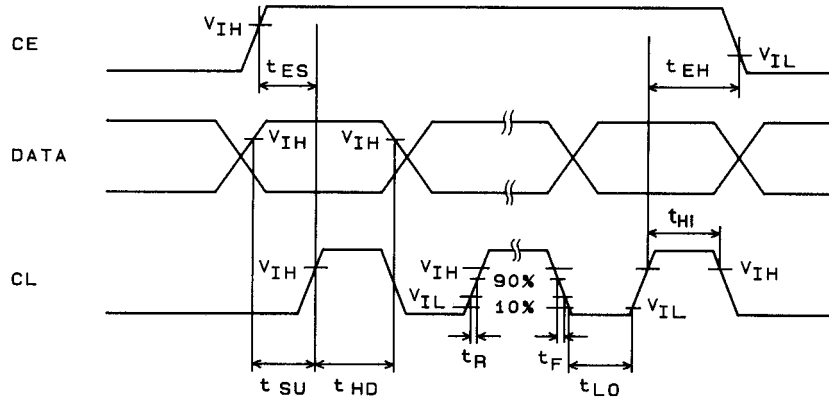 CE
VIH
tES
tEH
VIL
DATA
VIH
VIH
CL
VIH
VIH
90%
VIL
10%
tHI
VIH
VIL
tSU
tHD
tR
tF
tLO